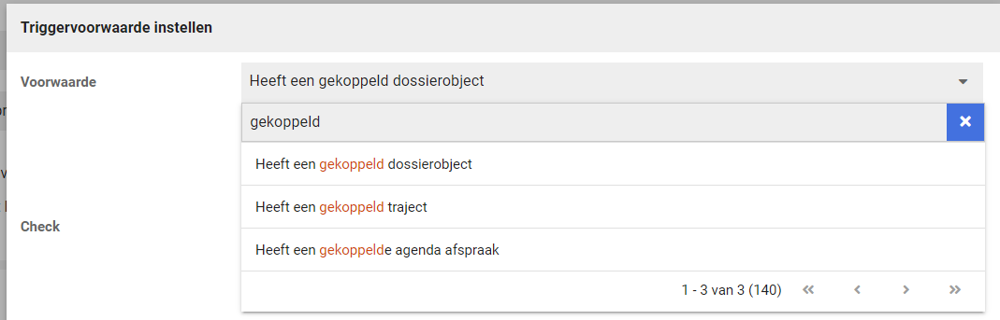 Triggervoorwaarde instellen
Voorwaarde
Heeft een gekoppeld dossierobject
gekoppeld
Heeft een gekoppeld dossierobject
Heeft een gekoppeld traject
Check
Heeft een gekoppelde agenda afspraak
1 - 3 van 3 (140)